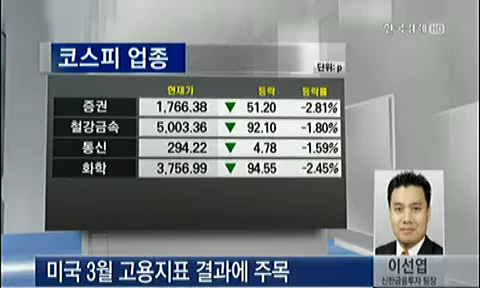 한국경제 HD
코스피 업종
단위: p
현재가 등락 등락률
증권 1,766.38 ▼ 51.20 -2.81%
철강금속 5,003.36 ▼ 92.10 -1.80%
통신 294.22 ▼ 4.78 -1.59%
화학 3,756.99 ▼ 94.55 -2.45%
미국 3월 고용지표 결과에 주목
이선엽
신한금융투자 팀장